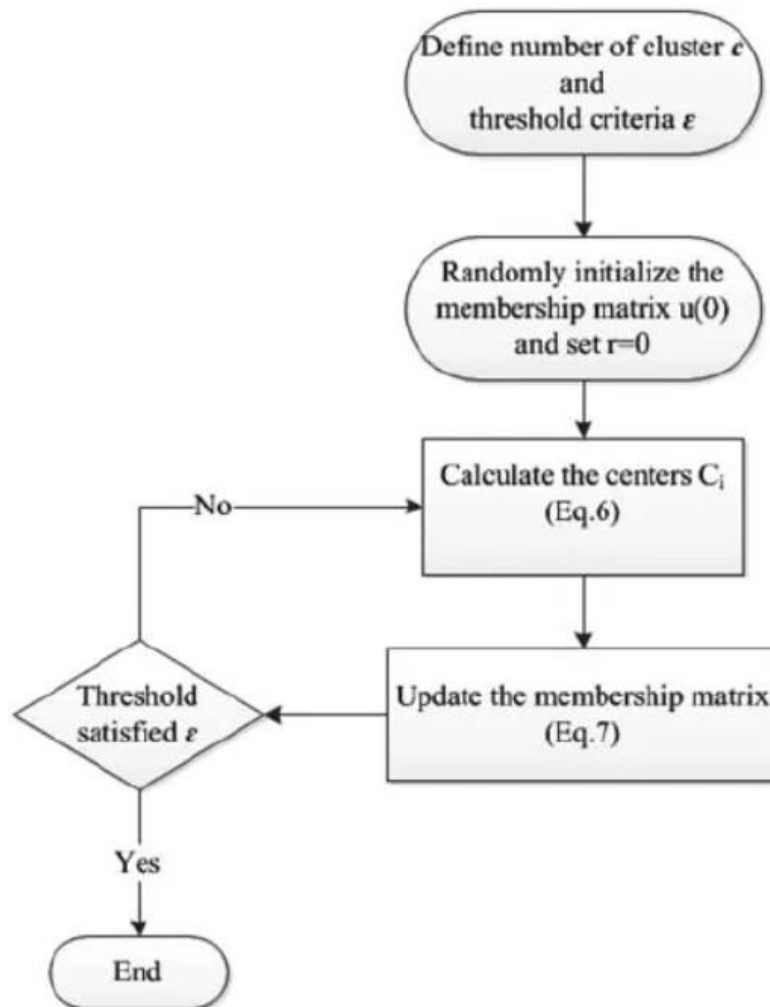 Define number of cluster c
and
threshold criteria ε
Randomly initialize the
membership matrix u(0)
and set r=0
Calculate the centers Cᵢ
(Eq.6)
No
Update the membership matrix
(Eq.7)
Threshold
satisfied ε
Yes
End